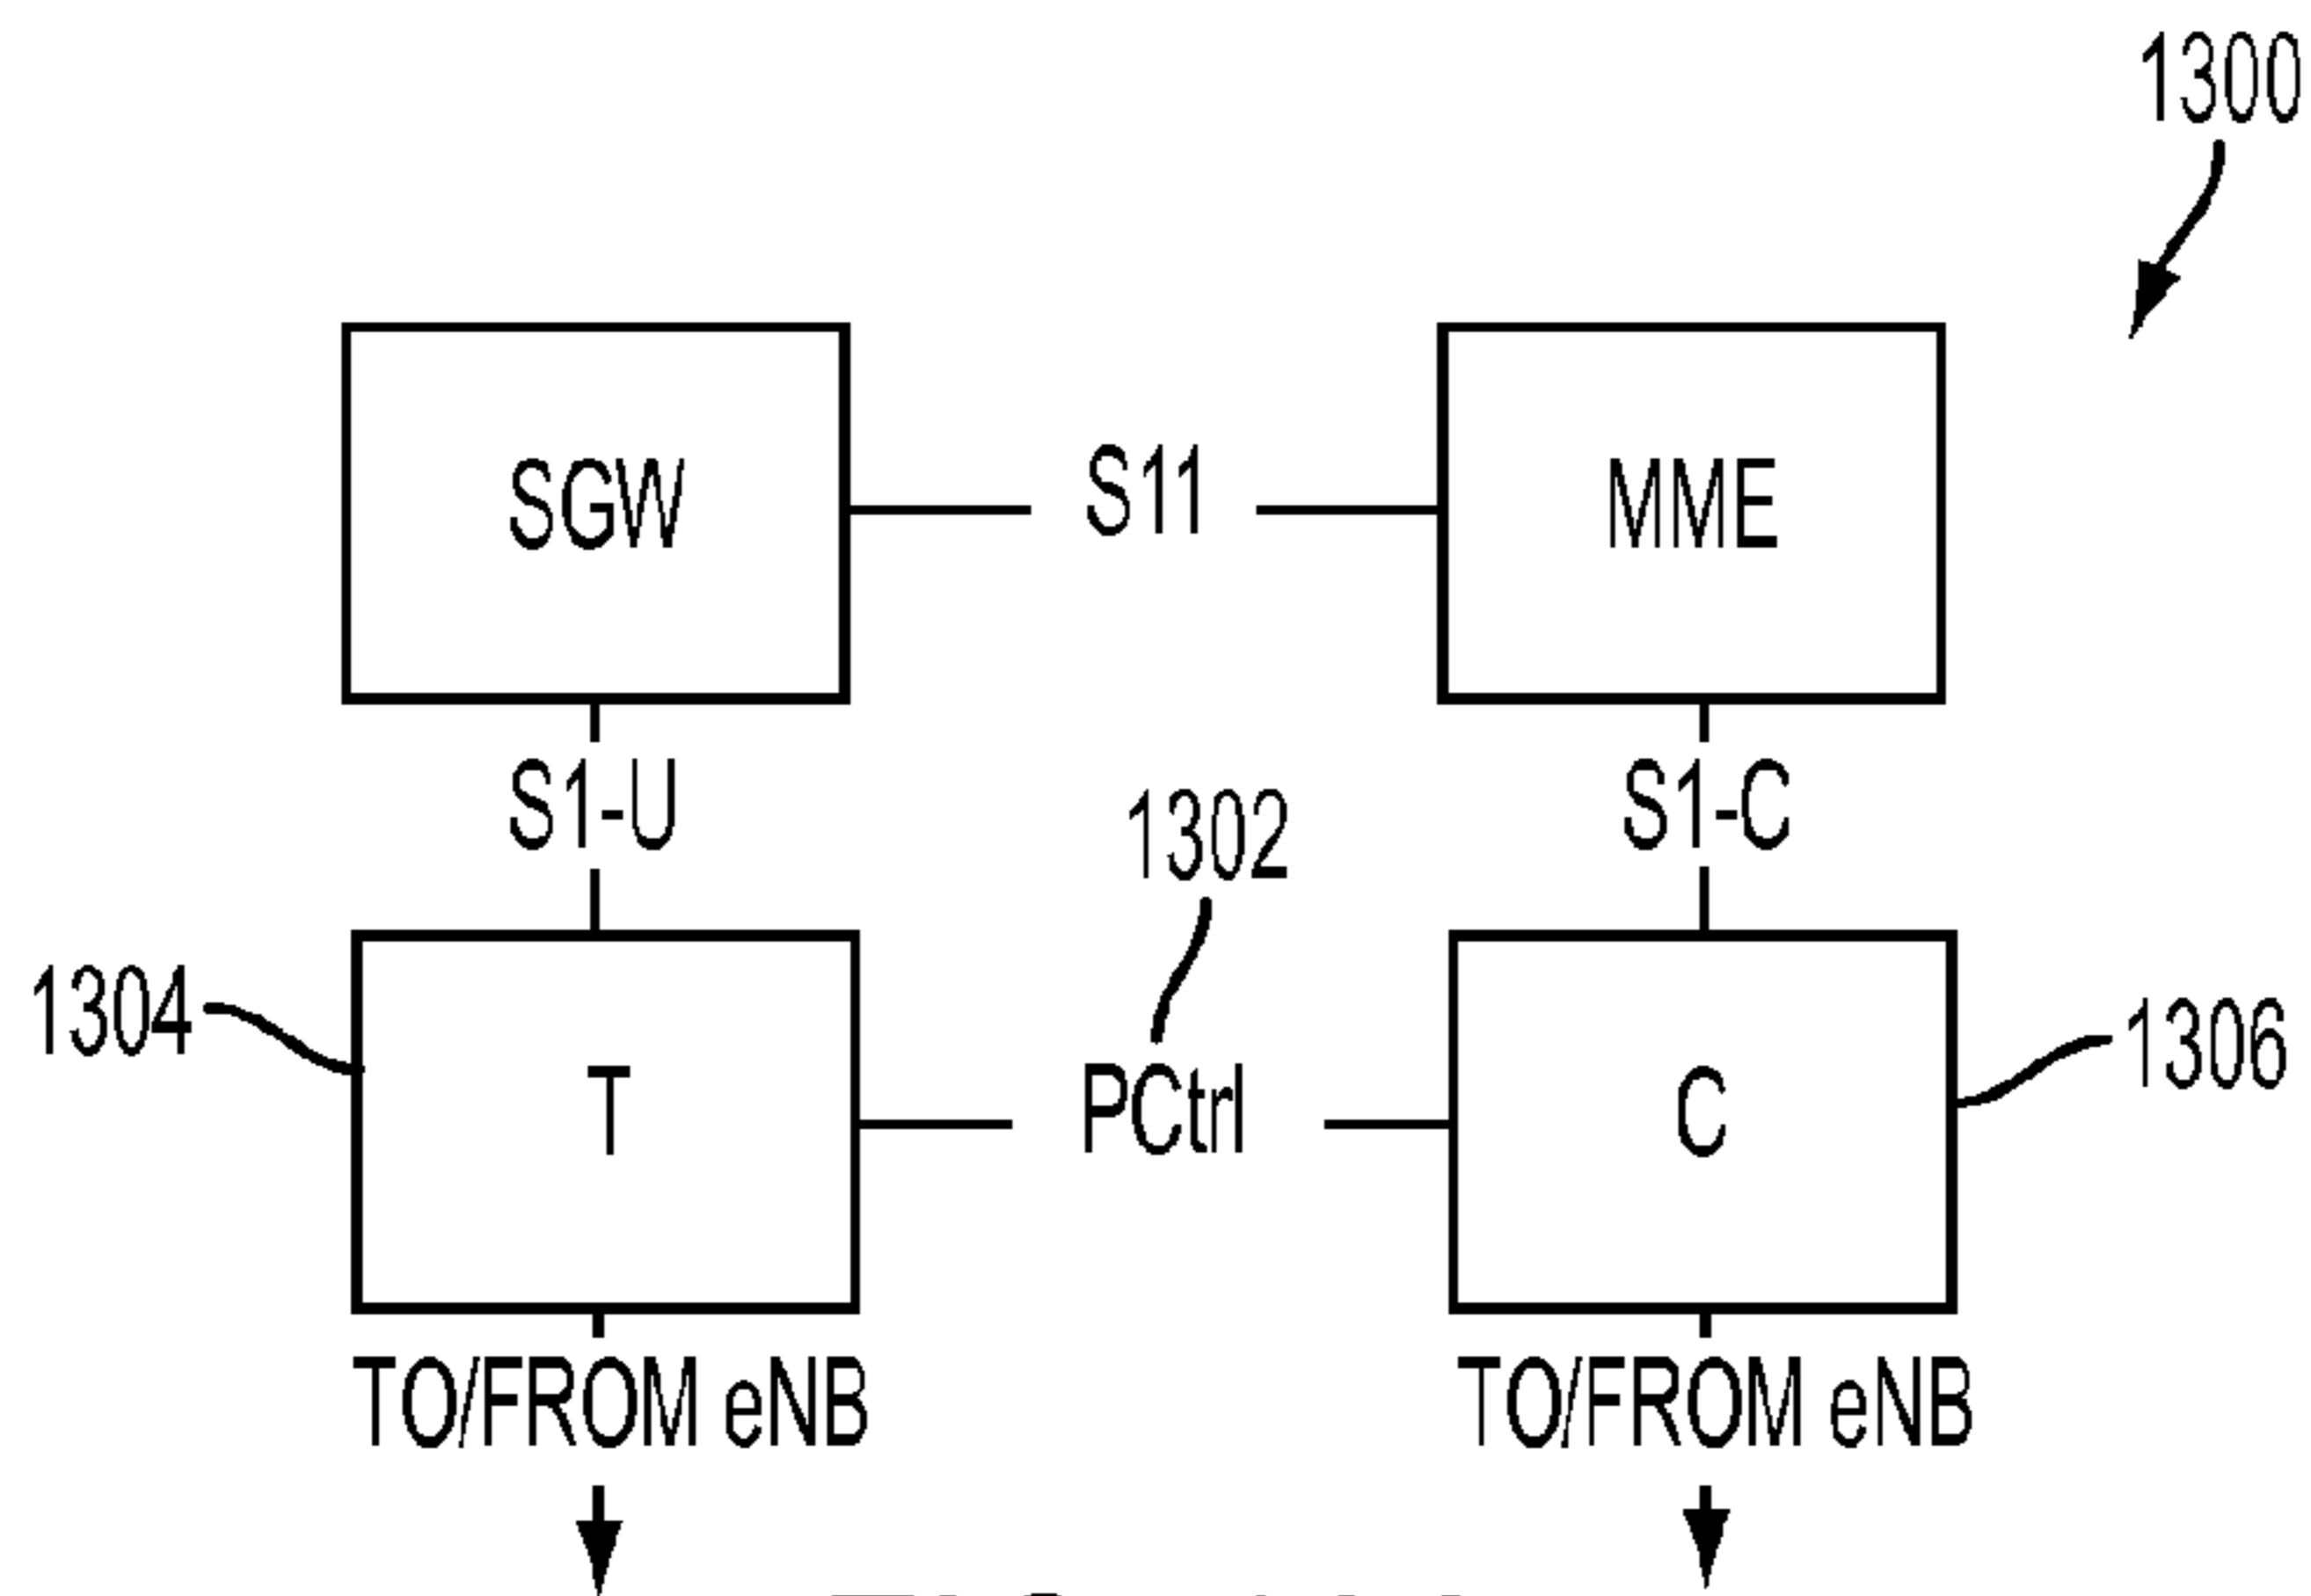 1300
SGW
S11
MME
S1-U
S1-C
1302
1304
T
PCtrl
C
1306
TO/FROM eNB
TO/FROM eNB